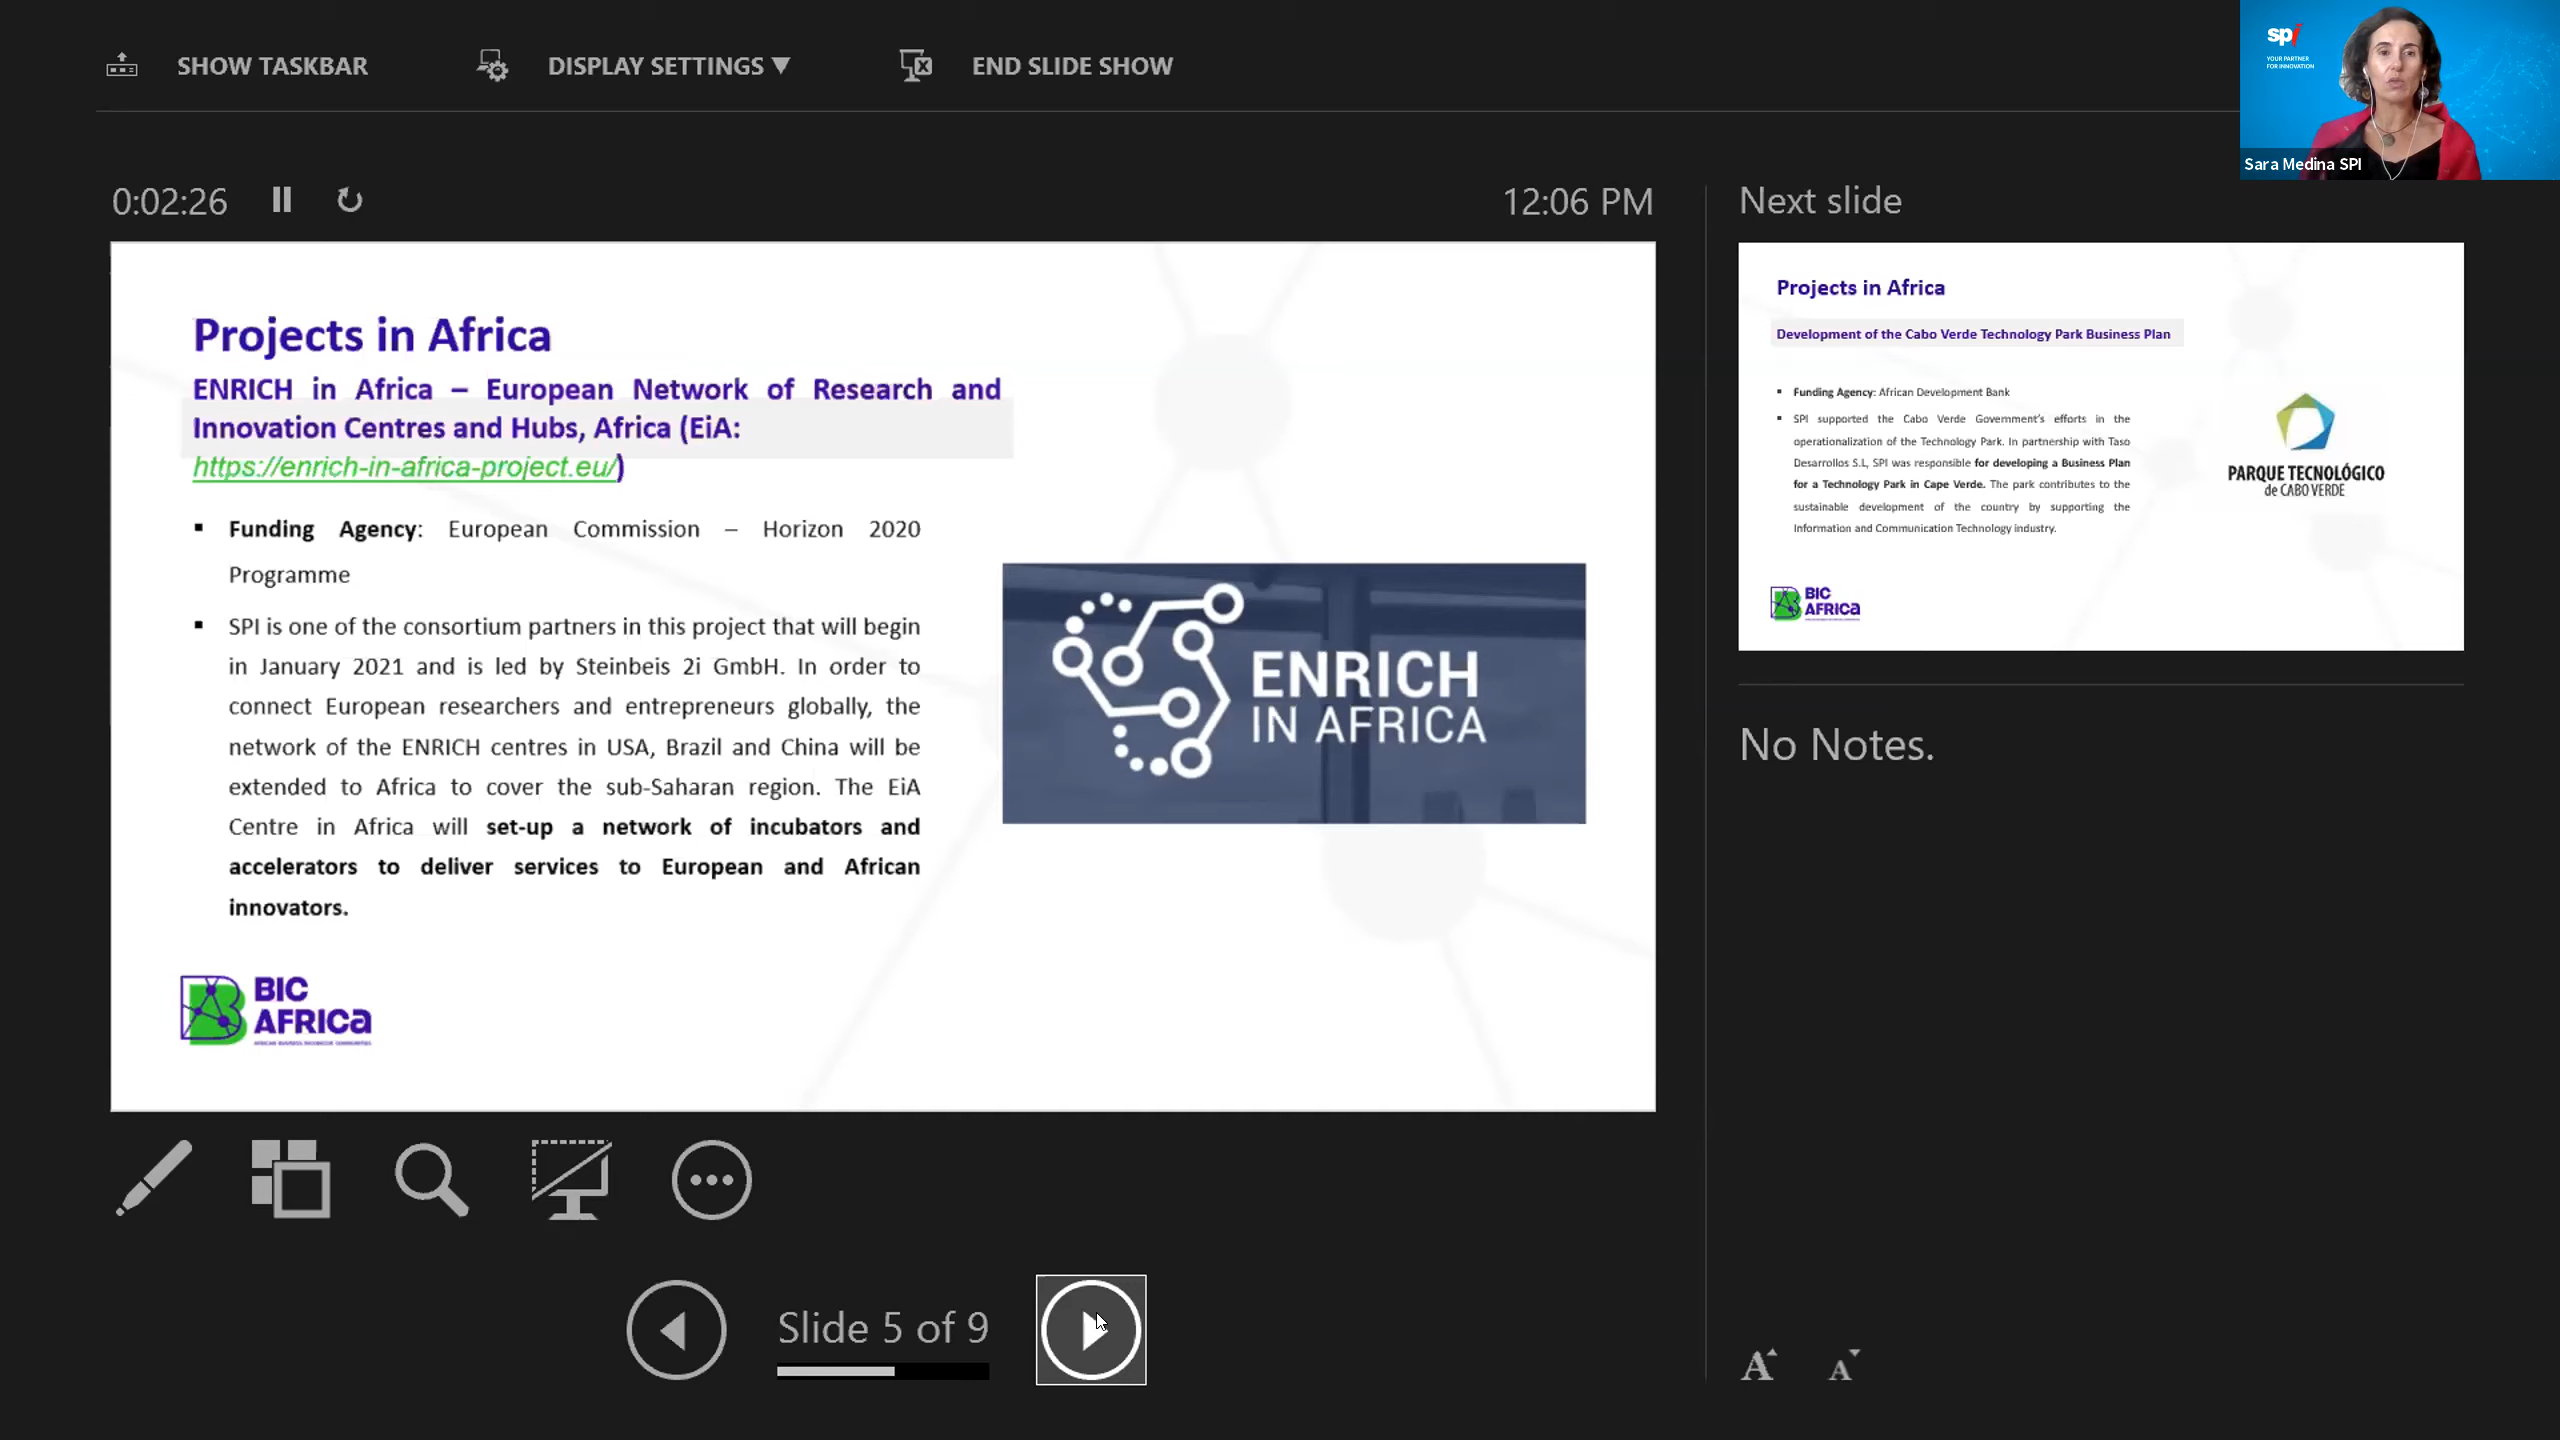 SHOW TASKBAR
DISPLAY SETTINGS ▼
END SLIDE SHOW
spi
YOUR PARTNER
FOR INNOVATION
Sara Medina SPI
0:02:26
12:06 PM
Projects in Africa
ENRICH in Africa – European Network of Research and
Innovation Centres and Hubs, Africa (EiA:
https://enrich-in-africa-project.eu/)
▪ Funding Agency: European Commission – Horizon 2020
Programme
▪ SPI is one of the consortium partners in this project that will begin
in January 2021 and is led by Steinbeis 2i GmbH. In order to
connect European researchers and entrepreneurs globally, the
network of the ENRICH centres in USA, Brazil and China will be
extended to Africa to cover the sub-Saharan region. The EiA
Centre in Africa will set-up a network of incubators and
accelerators to deliver services to European and African
innovators.
ENRICH
IN AFRICA
BIC
AFRICA
AFRICAN BUSINESS INCUBATOR COMMUNITIES
Slide 5 of 9
Next slide
Projects in Africa
Development of the Cabo Verde Technology Park Business Plan
▪ Funding Agency: African Development Bank
▪ SPI supported the Cabo Verde Government's efforts in the
operationalization of the Technology Park. In partnership with Taso
Desarrollos S.L, SPI was responsible for developing a Business Plan
for a Technology Park in Cape Verde. The park contributes to the
sustainable development of the country by supporting the
Information and Communication Technology industry.
PARQUE TECNOLÓGICO
de CABO VERDE
BIC
AFRICA
No Notes.
A A